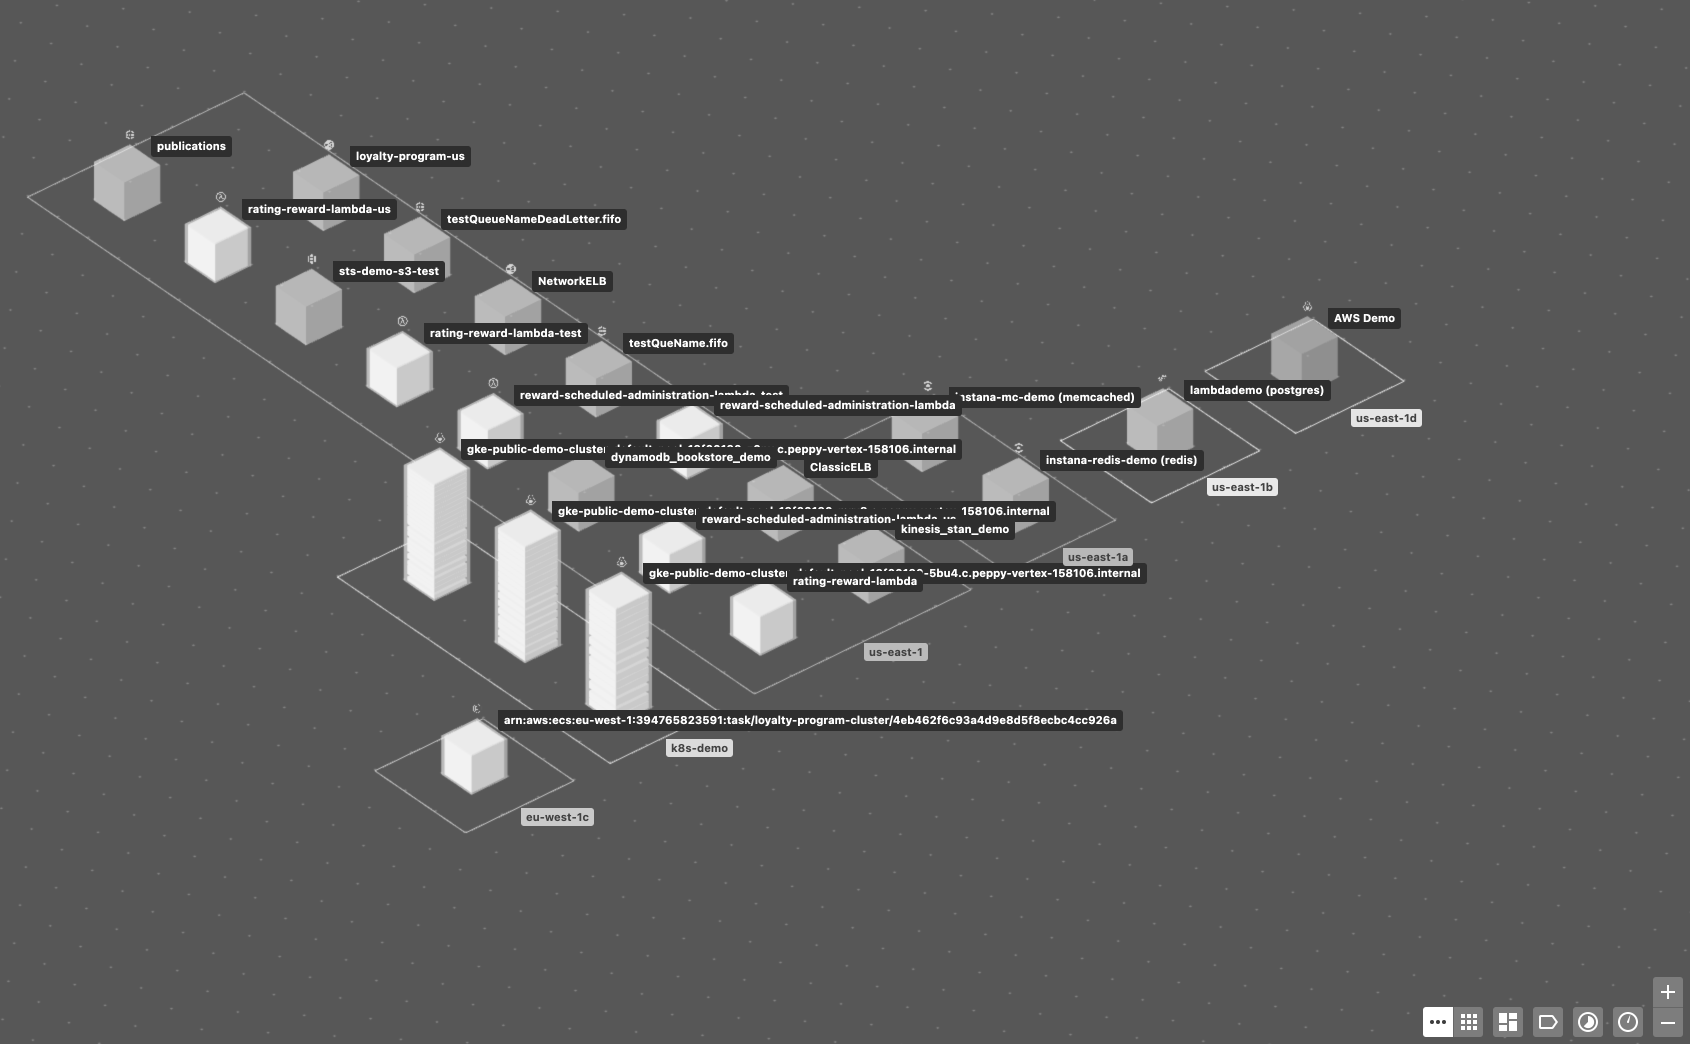 publications
loyalty-program-us
rating-reward-lambda-us
testQueueNameDeadLetter.fifo
sts-demo-s3-test
NetworkELB
rating-reward-lambda-test
testQueName.fifo
AWS Demo
lambdademo (postgres)
reward-scheduled-administration-lambda-test
reward-scheduled-administration-lambda
instana-mc-demo (memcached)
us-east-1d
gke-public-demo-cluster c.peppy-vertex-158106.internal
dynamodb_bookstore_demo
ClassicELB
instana-redis-demo (redis)
us-east-1b
gke-public-demo-cluster 158106.internal
reward-scheduled-administration-lambda-us
kinesis_stan_demo
us-east-1a
gke-public-demo-cluster 5bu4.c.peppy-vertex-158106.internal
rating-reward-lambda
us-east-1
arn:aws:ecs:eu-west-1:394765823591:task/loyalty-program-cluster/4eb462f6c93a4d9e8d5f8ecbc4cc926a
k8s-demo
eu-west-1c